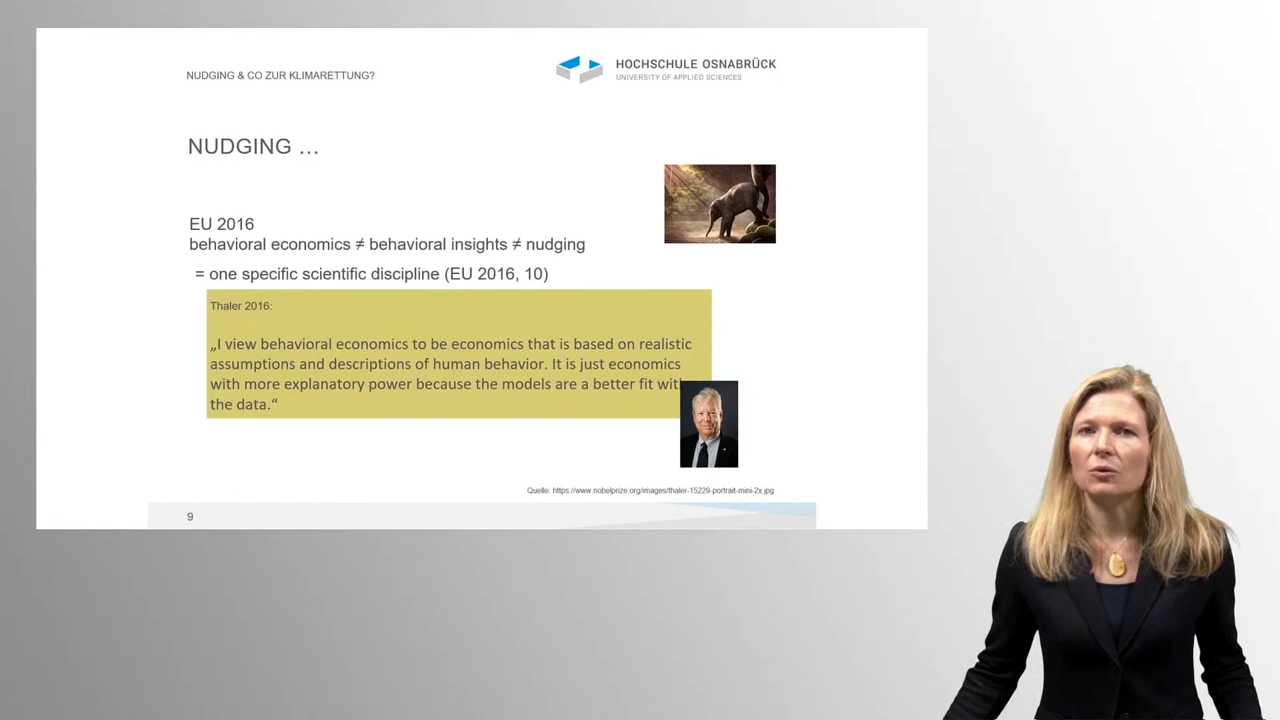 NUDGING & CO ZUR KLIMARETTUNG?
HOCHSCHULE OSNABRÜCK
UNIVERSITY OF APPLIED SCIENCES
NUDGING …
EU 2016
behavioral economics ≠ behavioral insights ≠ nudging
= one specific scientific discipline (EU 2016, 10)
Thaler 2016:
„I view behavioral economics to be economics that is based on realistic
assumptions and descriptions of human behavior. It is just economics
with more explanatory power because the models are a better fit with
the data.“
Quelle: https://www.nobelprize.org/images/thaler-15229-portrait-mini-2x.jpg
9